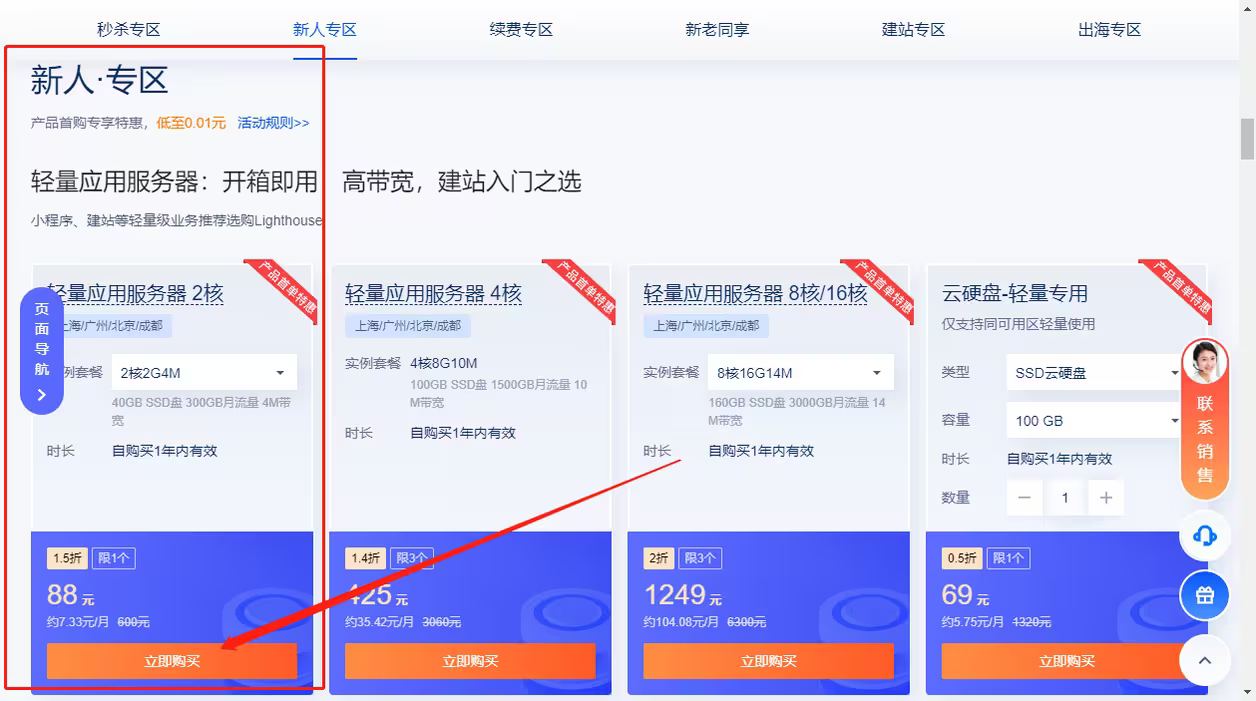 秒杀专区
新人专区
续费专区
新老同享
建站专区
出海专区
新人·专区
产品首购专享特惠，低至0.01元 活动规则>>
轻量应用服务器：开箱即用 高带宽，建站入门之选
小程序、建站等轻量级业务推荐选购Lighthouse
页面导航
产品首单特惠
轻量应用服务器 2核
上海/广州/北京/成都
例套餐 2核2G4M
40GB SSD盘 300GB月流量 4M带
宽
时长 自购买1年内有效
1.5折 限1个
88元
约7.33元/月 600元
立即购买
产品首单特惠
轻量应用服务器 4核
上海/广州/北京/成都
实例套餐 4核8G10M
100GB SSD盘 1500GB月流量 10
M带宽
时长 自购买1年内有效
1.4折 限3个
425元
约35.42元/月 3060元
立即购买
产品首单特惠
轻量应用服务器 8核/16核
上海/广州/北京/成都
实例套餐 8核16G14M
160GB SSD盘 3000GB月流量 14
M带宽
时长 自购买1年内有效
2折 限3个
1249元
约104.08元/月 6300元
立即购买
产品首单特惠
云硬盘-轻量专用
仅支持同可用区轻量使用
类型 SSD云硬盘
容量 100 GB
时长 自购买1年内有效
数量 1
0.5折 限1个
69元
约5.75元/月 1320元
立即购买
联系销售